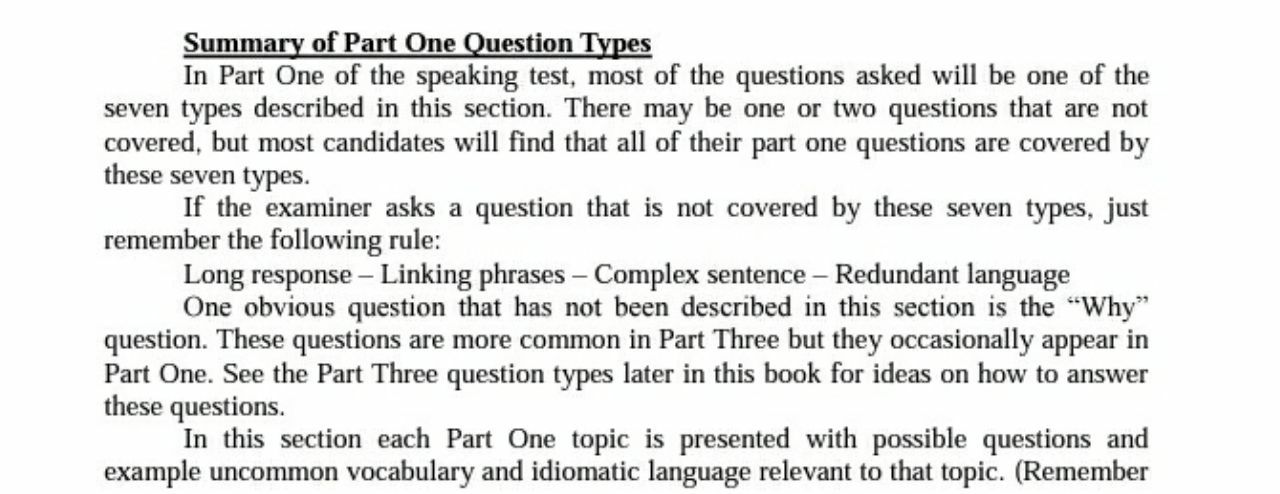 Summary of Part One Question Types
In Part One of the speaking test, most of the questions asked will be one of the
seven types described in this section. There may be one or two questions that are not
covered, but most candidates will find that all of their part one questions are covered by
these seven types.
If the examiner asks a question that is not covered by these seven types, just
remember the following rule:
Long response – Linking phrases – Complex sentence – Redundant language
One obvious question that has not been described in this section is the “Why”
question. These questions are more common in Part Three but they occasionally appear in
Part One. See the Part Three question types later in this book for ideas on how to answer
these questions.
In this section each Part One topic is presented with possible questions and
example uncommon vocabulary and idiomatic language relevant to that topic. (Remember